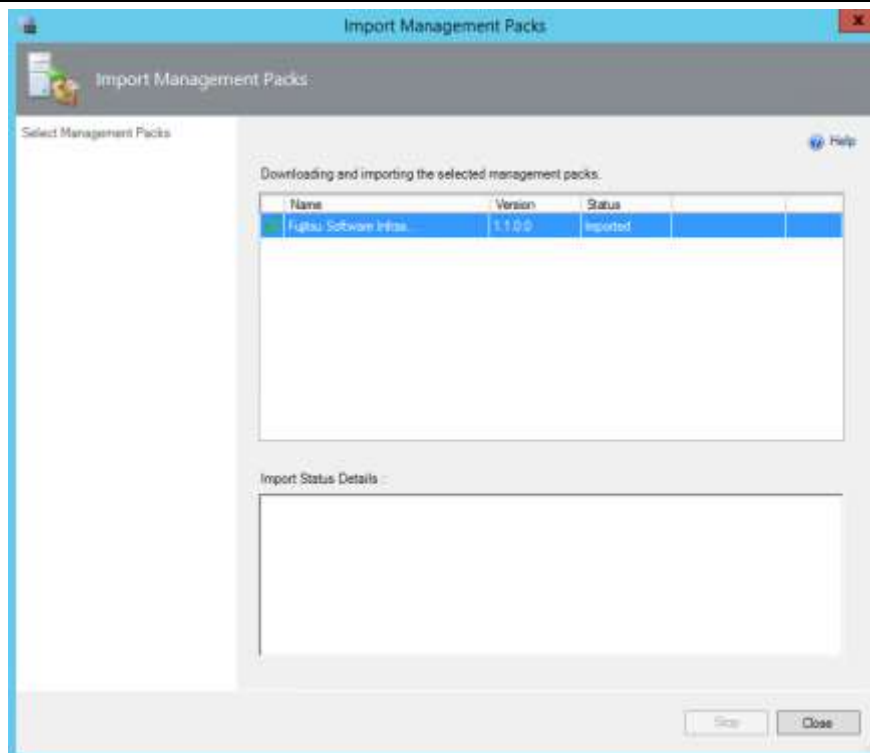 Import Management Packs
Import Management Packs
Select Management Packs
Help
Downloading and importing the selected management packs.
Name Version Status
Fujitsu Software Infras... 1.1.0.0 Imported
Import Status Details :
Stop Close